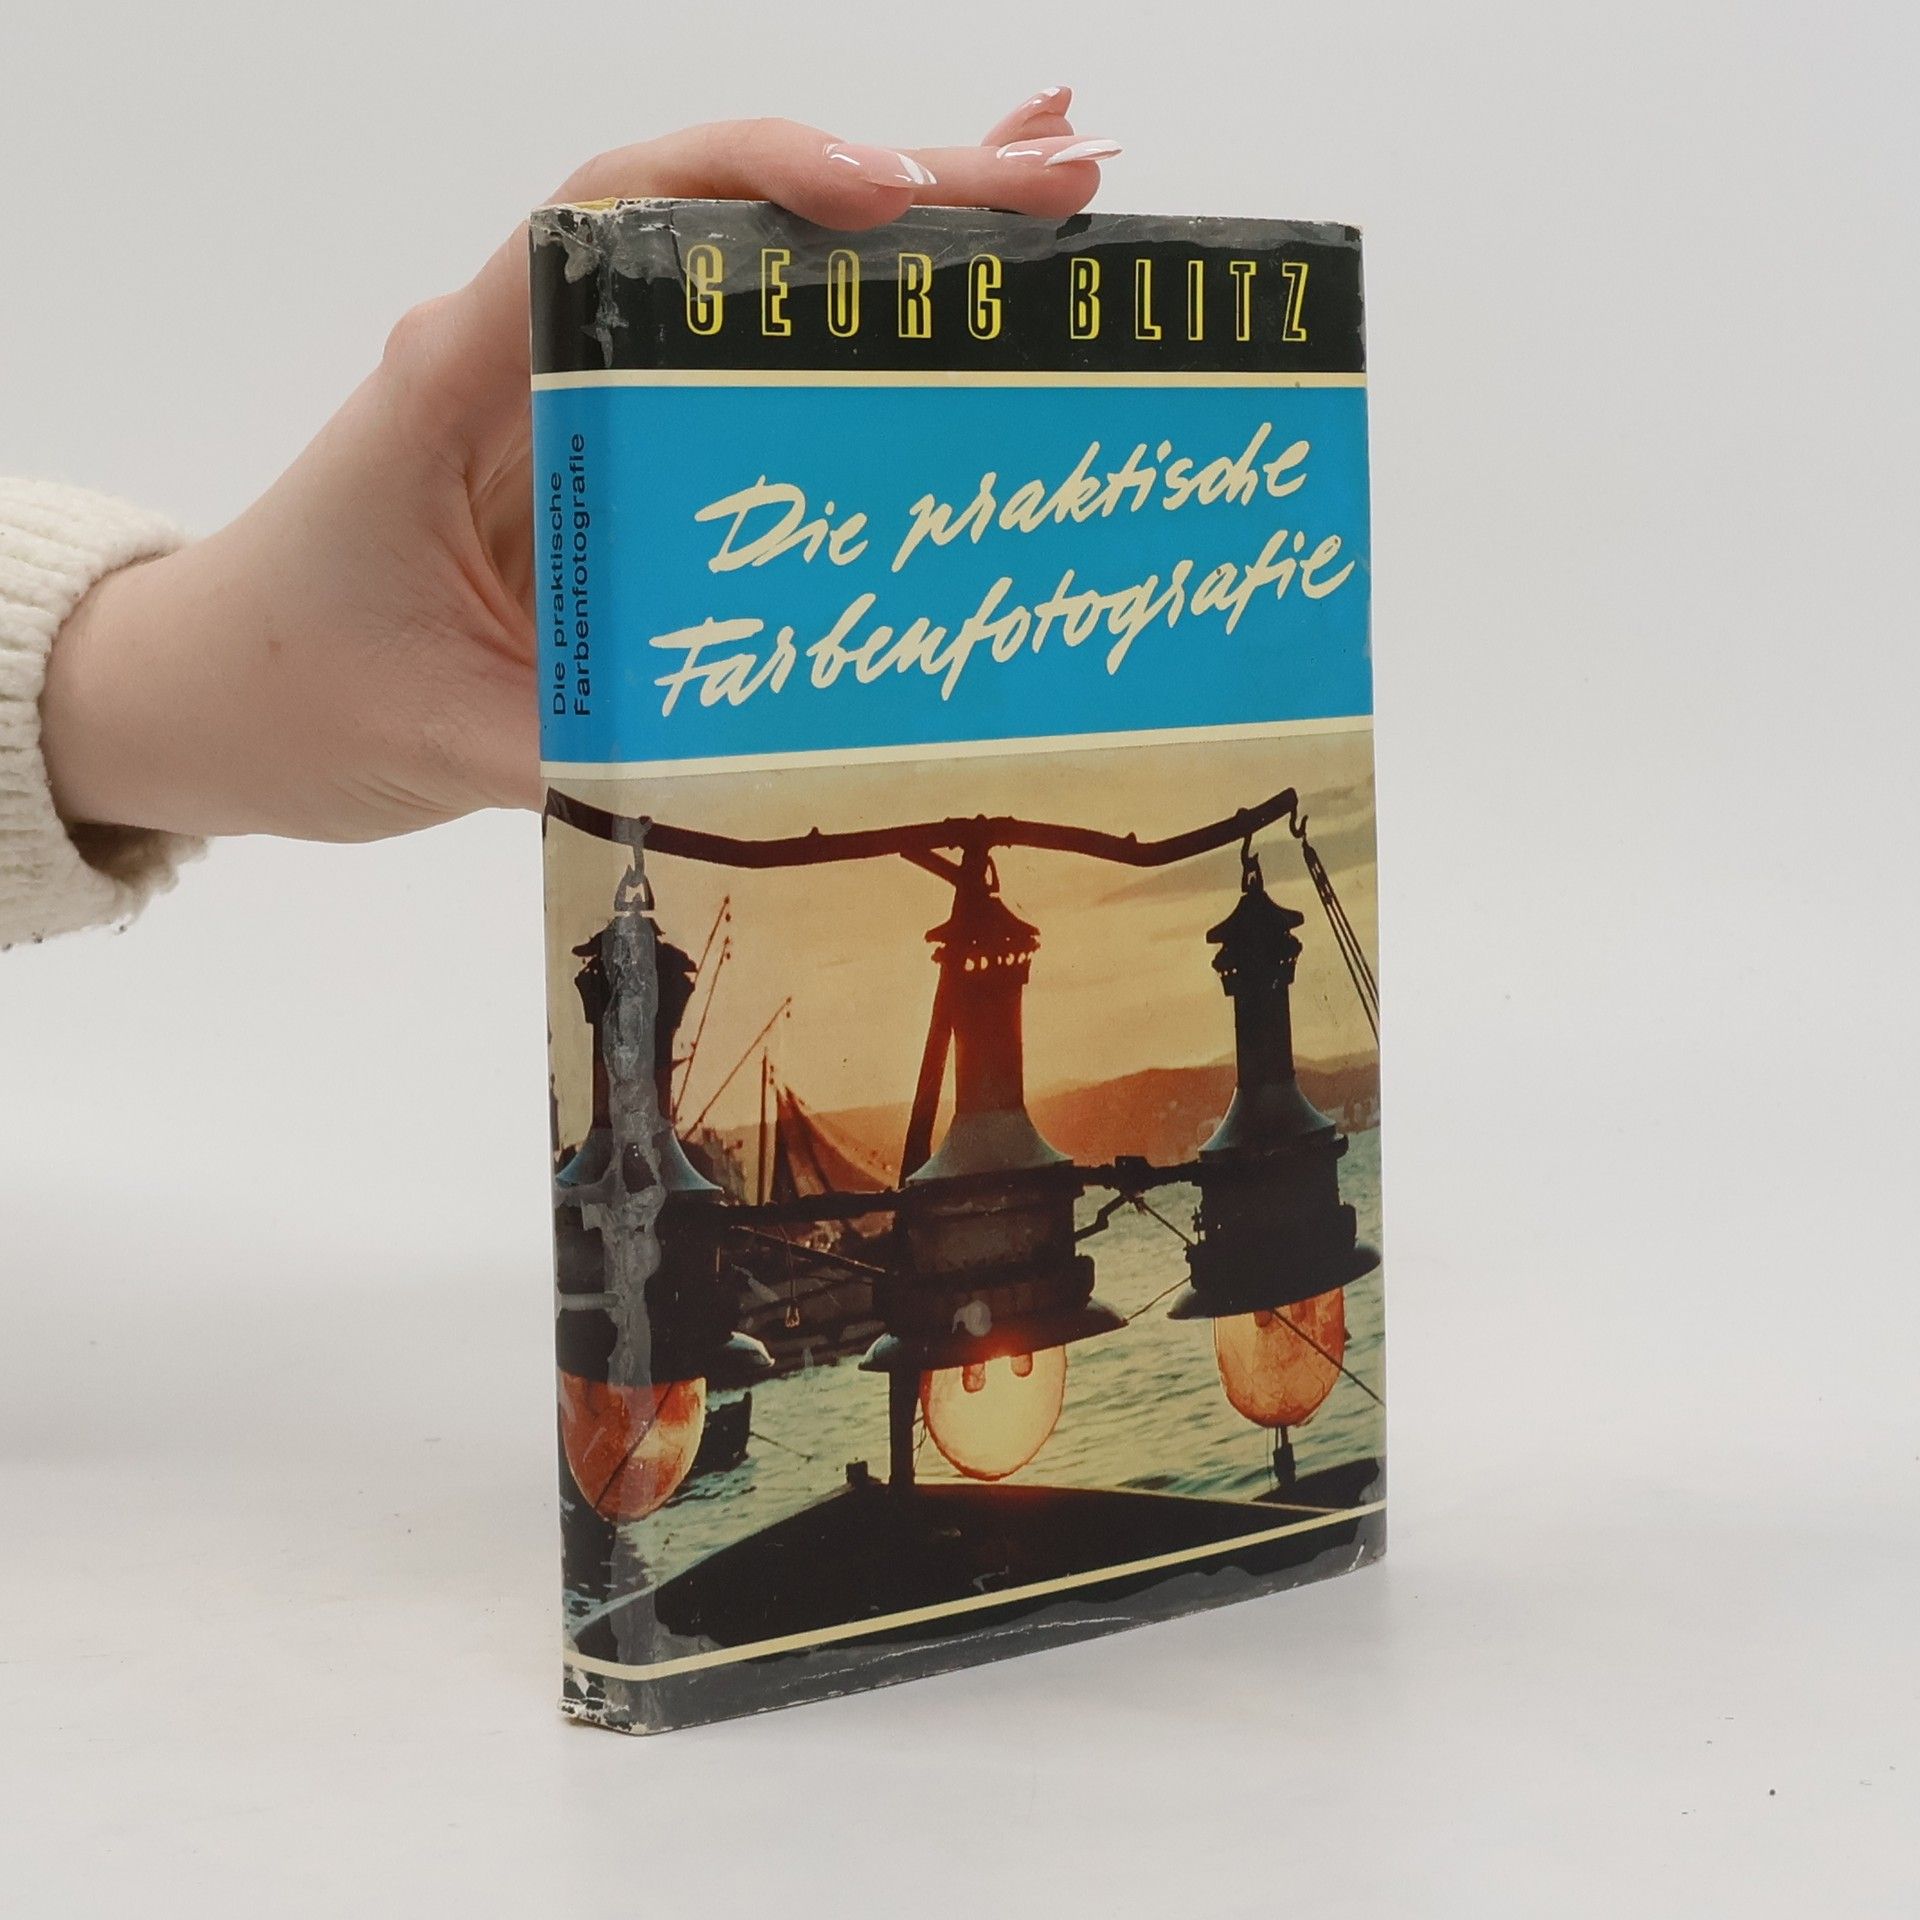 GEORG BLITZ
Die praktische
Farbenfotografie
Die praktische
Farbenfotografie